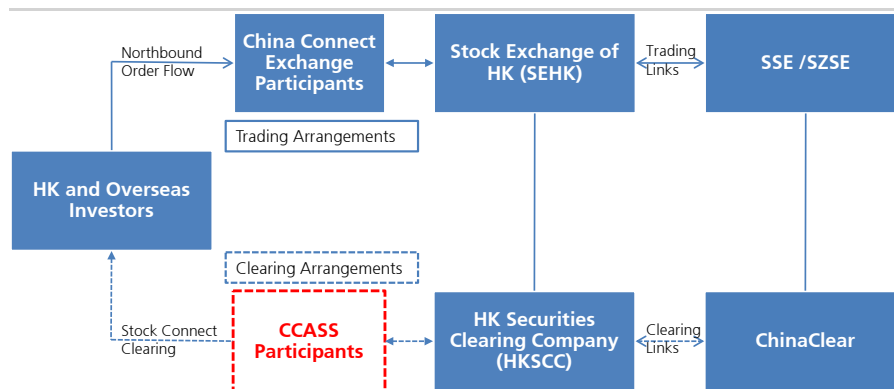 Northbound
Order Flow
China Connect
Exchange
Participants
Stock Exchange of
HK (SEHK)
Trading
Links
SSE /SZSE
Trading Arrangements
HK and Overseas
Investors
Clearing Arrangements
Stock Connect
Clearing
CCASS
Participants
HK Securities
Clearing Company
(HKSCC)
Clearing
Links
ChinaClear